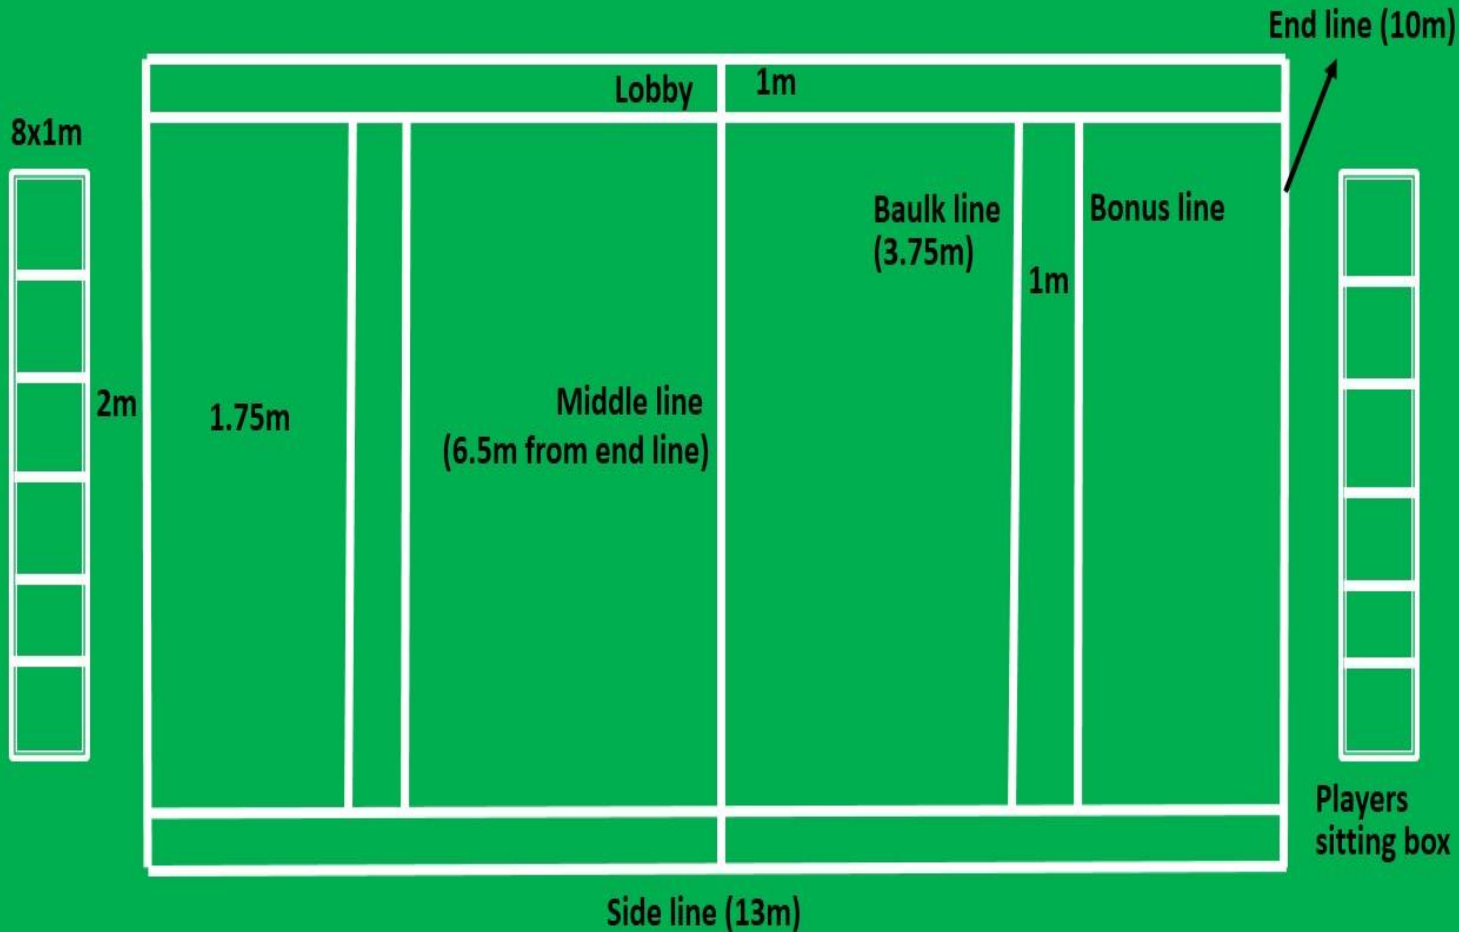 End line (10m)
Lobby
1m
8x1m
Baulk line
(3.75m)
Bonus line
1m
2m
1.75m
Middle line
(6.5m from end line)
Players
sitting box
Side line (13m)